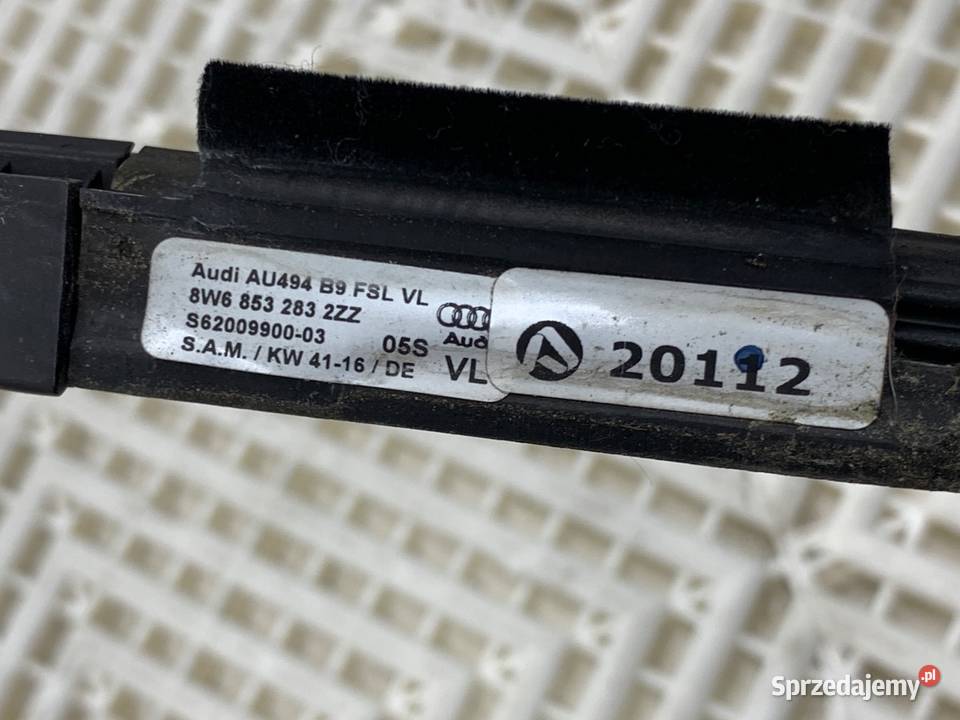 Audi AU494 B9 FSL VL
8W6 853 283 2ZZ
S62009900-03 05S
S.A.M. / KW 41-16 / DE
Audi
VL
20112
Sprzedajemy.pl